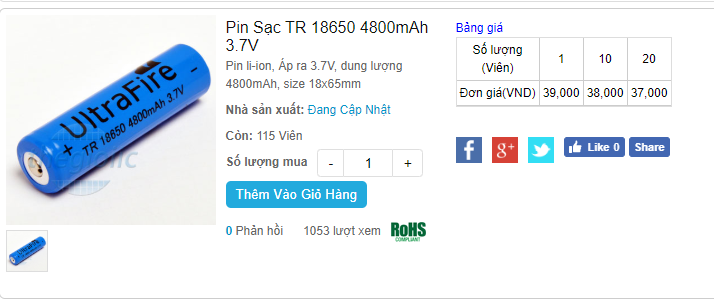 UltraFire
TR 18650 4800mAh 3.7V
Pin Sạc TR 18650 4800mAh
3.7V
Pin li-ion, Áp ra 3.7V, dung lượng
4800mAh, size 18x65mm
Nhà sản xuất: Đang Cập Nhật
Còn: 115 Viên
Số lượng mua - 1 +
Thêm Vào Giỏ Hàng
0 Phản hồi 1053 lượt xem RoHS
COMPLIANT
Bảng giá
Số lượng
(Viên) 1 10 20
Đơn giá(VND) 39,000 38,000 37,000
f g+ Like 0 Share